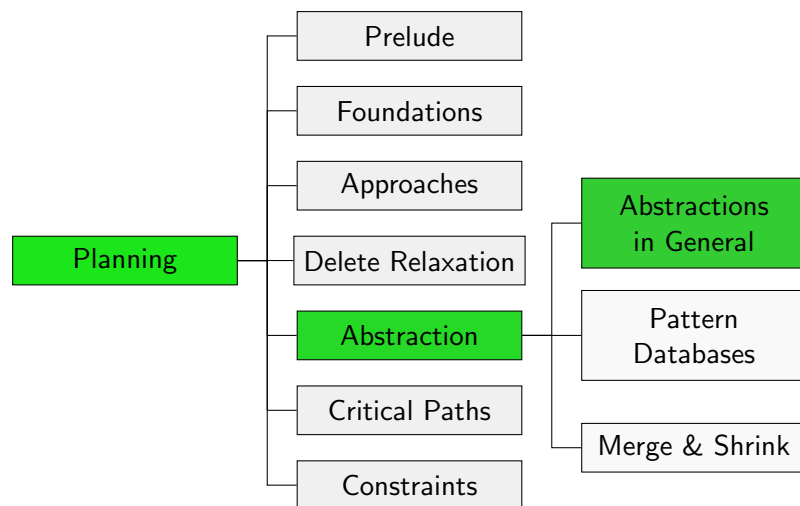 Prelude
Foundations
Approaches
Abstractions
in General
Planning
Delete Relaxation
Pattern
Databases
Abstraction
Critical Paths
Merge & Shrink
Constraints